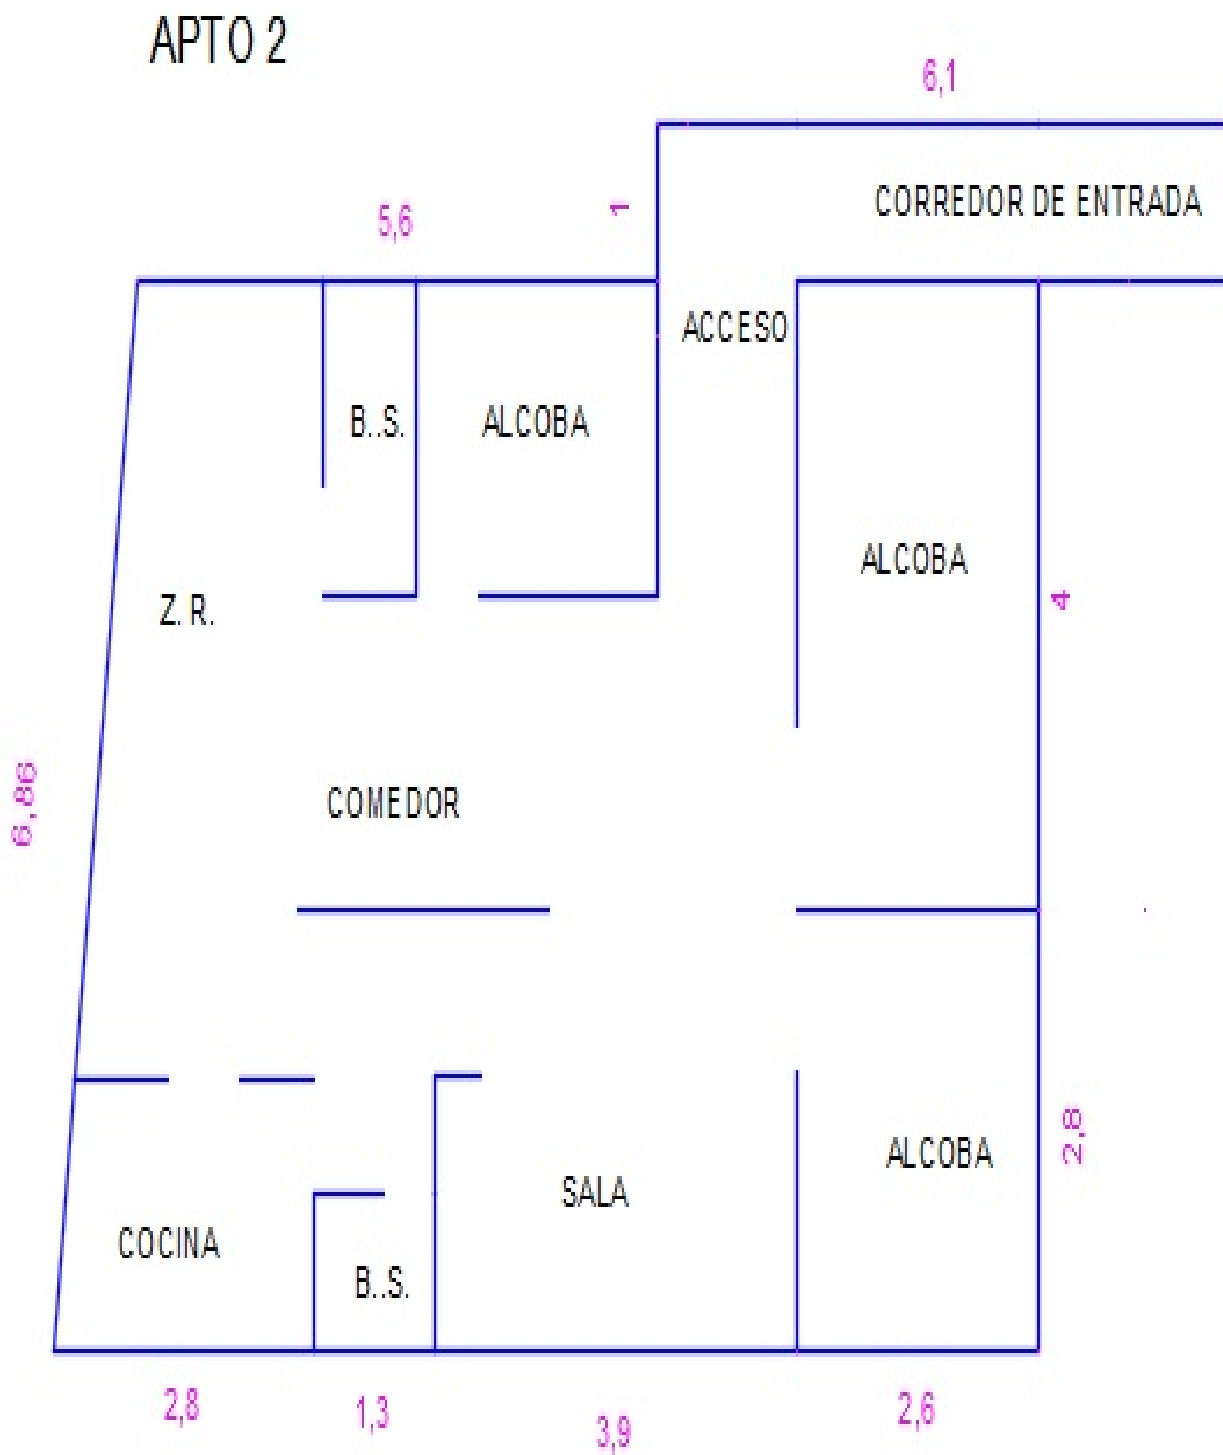 APTO 2
6,1
CORREDOR DE ENTRADA
1
5,6
ACCESO
B..S.
ALCOBA
ALCOBA
4
Z. R.
6,86
COMEDOR
2,8
ALCOBA
SALA
COCINA
B..S.
2,8
1,3
3,9
2,6